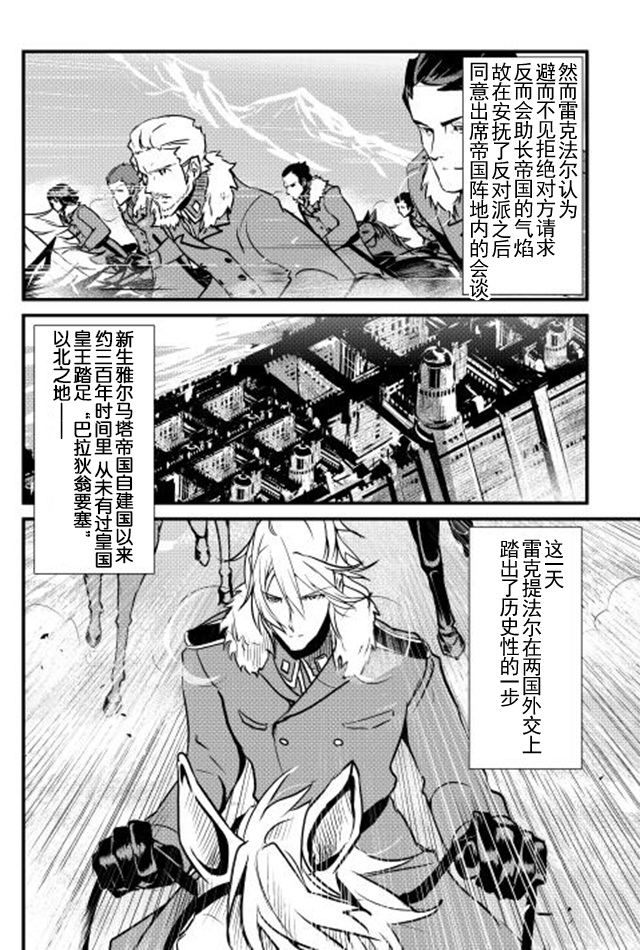 然而雷克法尔认为
避而不见拒绝对方请求
反而会助长帝国的气焰
故在安抚了反对派之后
同意出席帝国阵地内的会谈
新生雅尔马塔帝国自建国以来
约三百年时间里 从未有过皇国
皇王踏足“巴拉狄翁要塞”
以北之地——
这一天
雷克提法尔在两国外交上
踏出了历史性的一步